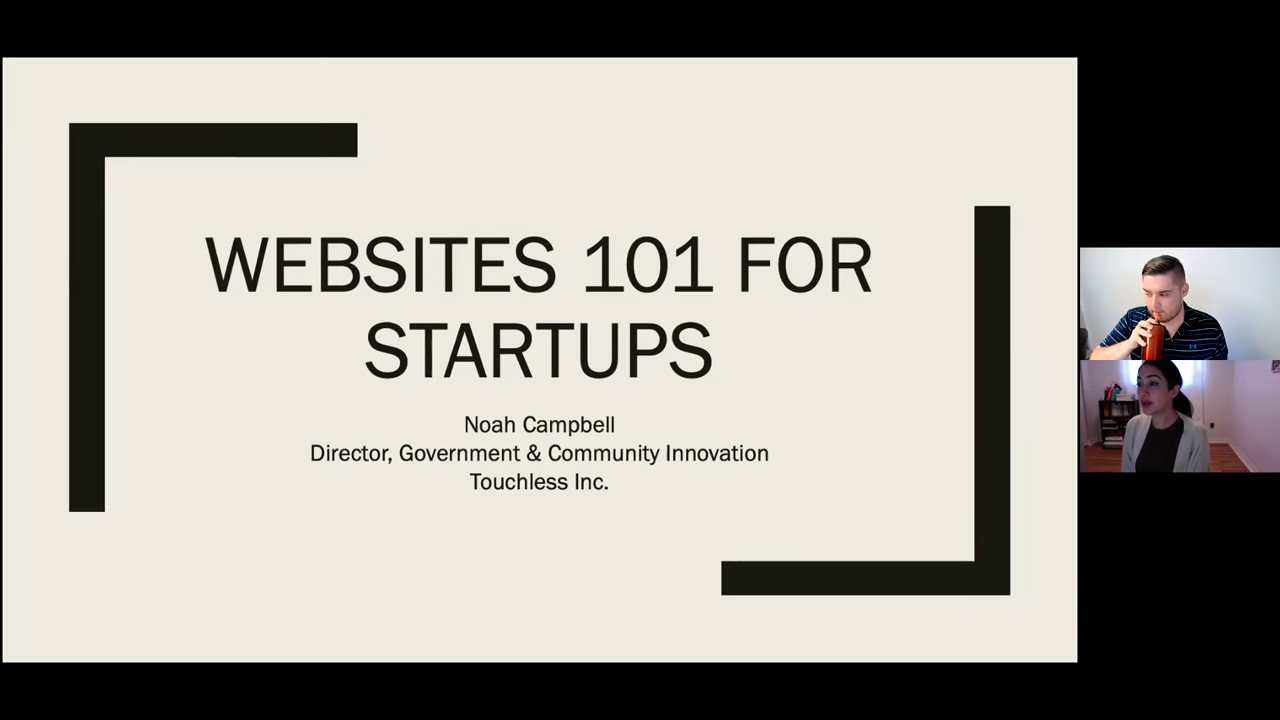 WEBSITES 101 FOR
STARTUPS
Noah Campbell
Director, Government & Community Innovation
Touchless Inc.